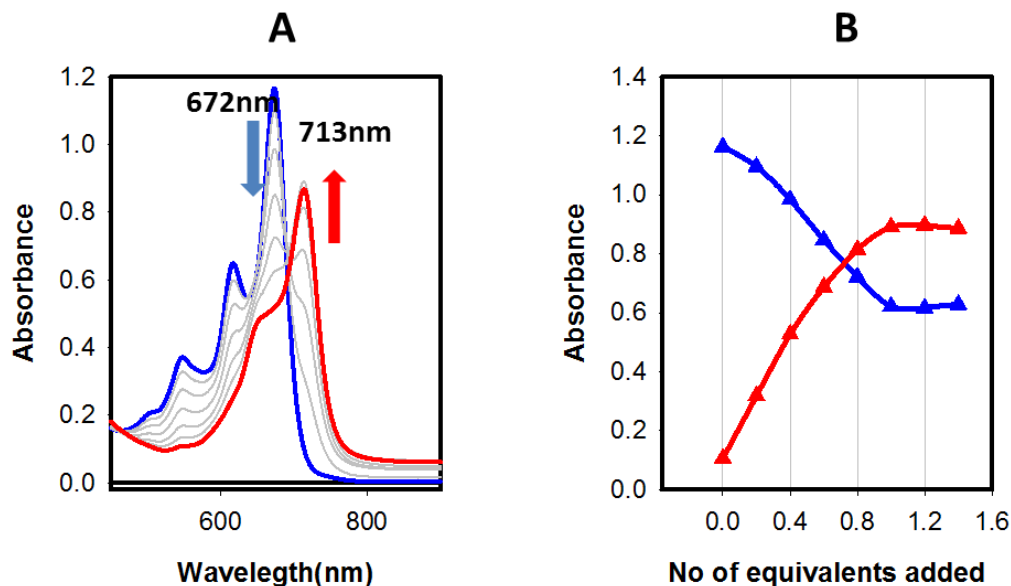 A
B
672nm
713nm
Absorbance
1.2
1.0
0.8
0.6
0.4
0.2
0.0
600
800
Wavelegth(nm)
Absorbance
1.4
1.2
1.0
0.8
0.6
0.4
0.2
0.0
0.0 0.4 0.8 1.2 1.6
No of equivalents added